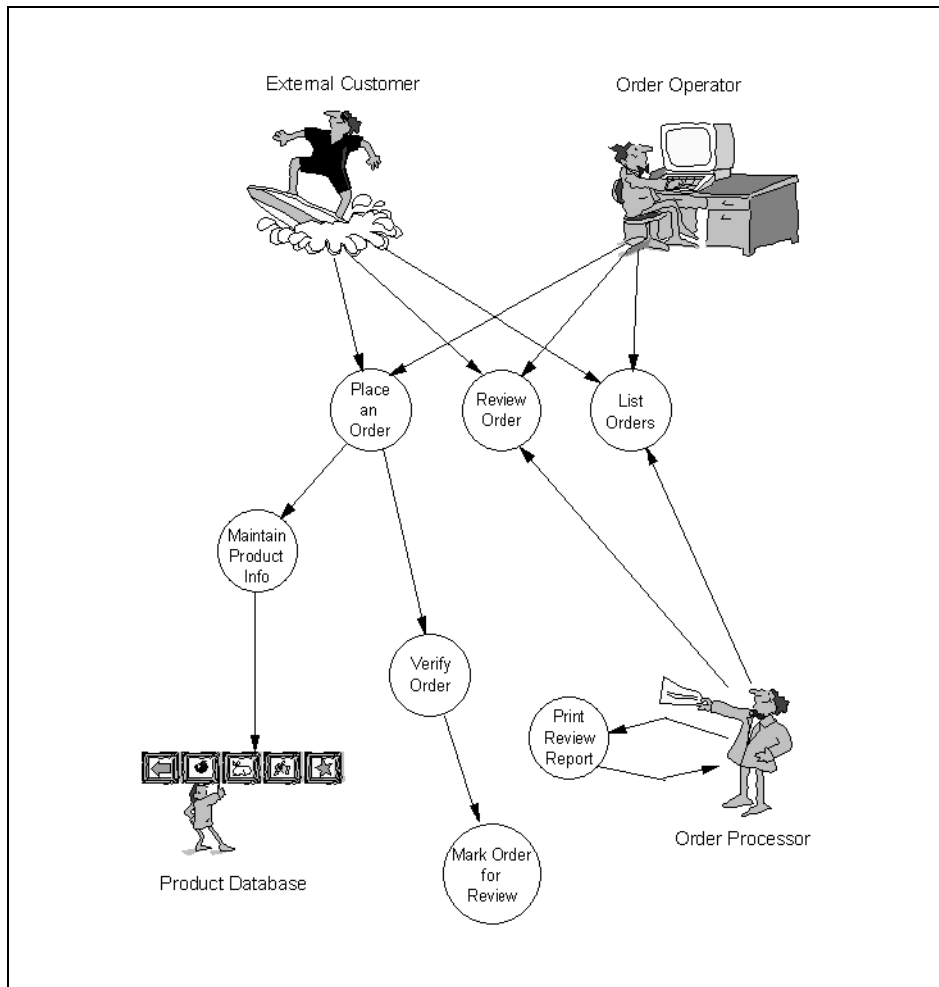 External Customer
Order Operator
Place
an
Order
Review
Order
List
Orders
Maintain
Product
Info
Verify
Order
Print
Review
Report
Order Processor
Mark Order
for
Review
Product Database